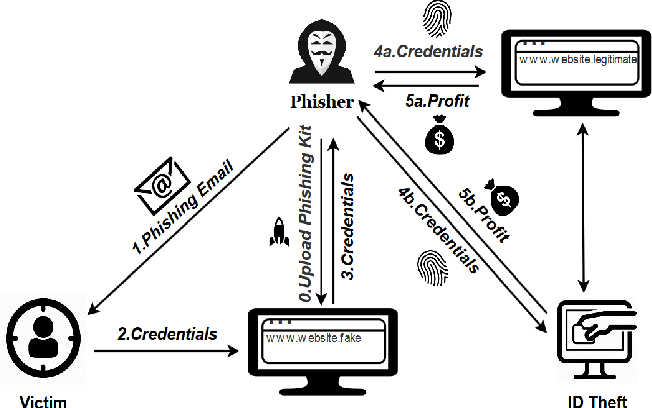 4a.Credentials
www.website.legitimate
Phisher
5a.Profit
$
@
1.Phishing Email
0.Upload Phishing Kit
3.Credentials
4b.Credentials
5b.Profit
$
2.Credentials
www.website.fake
Victim
ID Theft